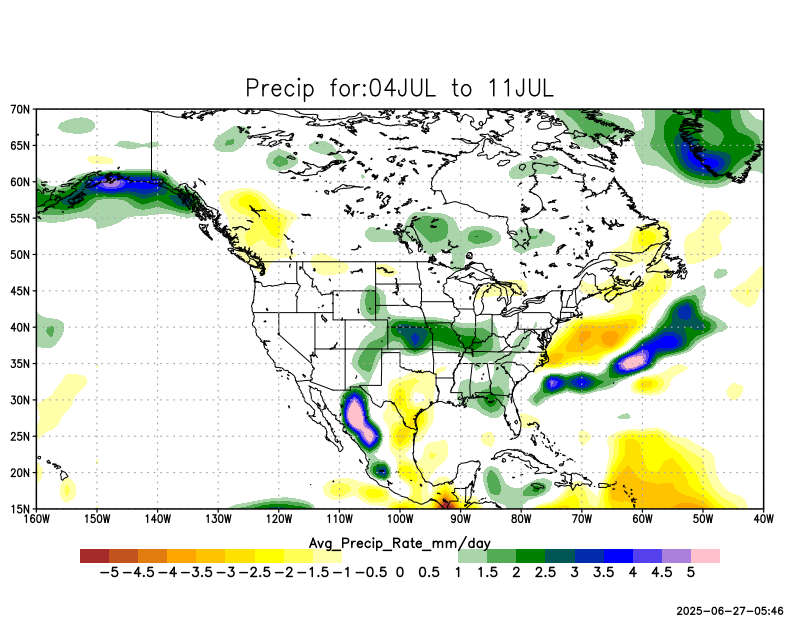 Precip for:04JUL to 11JUL
70N
65N
60N
55N
50N
45N
40N
35N
30N
25N
20N
15N
160W 150W 140W 130W 120W 110W 100W 90W 80W 70W 60W 50W 40W
Avg_Precip_Rate_mm/day
-5 -4.5 -4 -3.5 -3 -2.5 -2 -1.5 -1 -0.5 0 0.5 1 1.5 2 2.5 3 3.5 4 4.5 5
2025-06-27-05:46